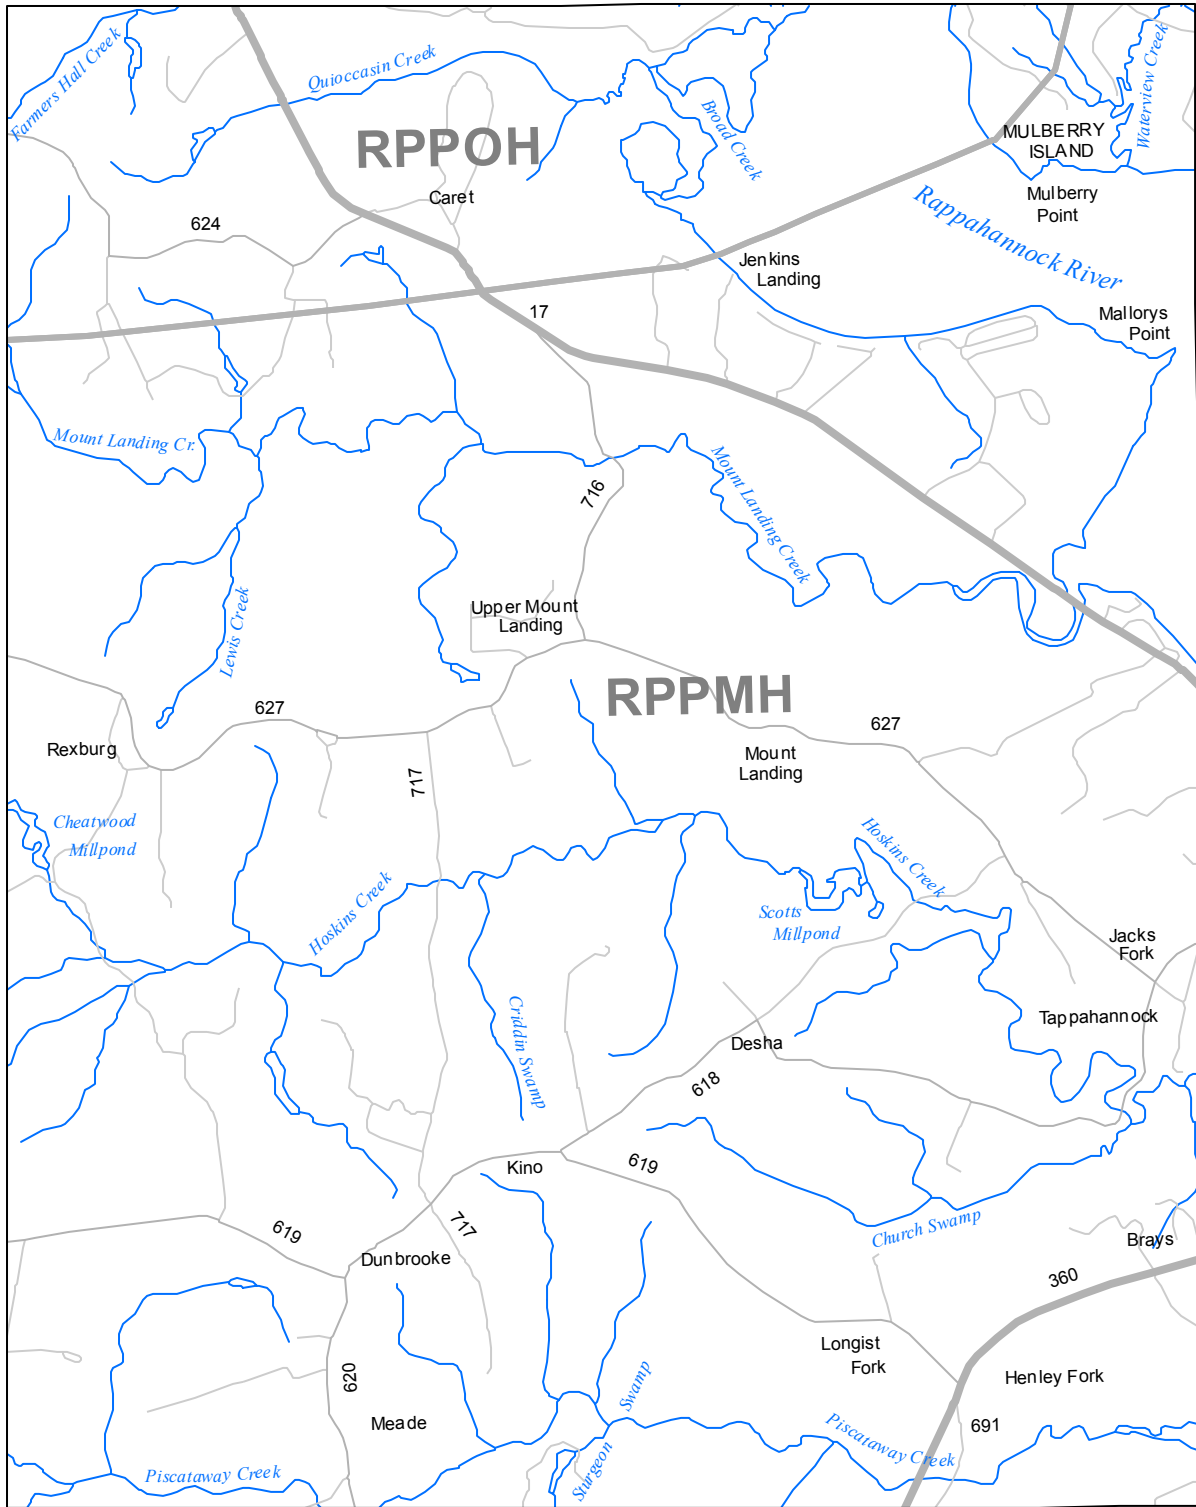 Farmers Hall Creek
Quioccasin Creek
Waterview Creek
RPPOH
Broad Creek
MULBERRY
ISLAND
Caret
Mulberry
Point
624
Rappahannock River
Jenkins
Landing
17
Mallorys
Point
Mount Landing Cr.
716
Mount Landing Creek
Upper Mount
Landing
Lewis Creek
RPPMH
627
627
Rexburg
717
Mount
Landing
Cheatwood
Millpond
Hoskins Creek
Hoskins Creek
Scotts
Millpond
Jacks
Fork
Criddin Swamp
Tappahannock
Desha
618
Kino
619
619
717
Church Swamp
Brays
Dunbrooke
360
Longist
Fork
620
Swamp
Henley Fork
Meade
691
Piscataway Creek
Sturgeon
Piscataway Creek